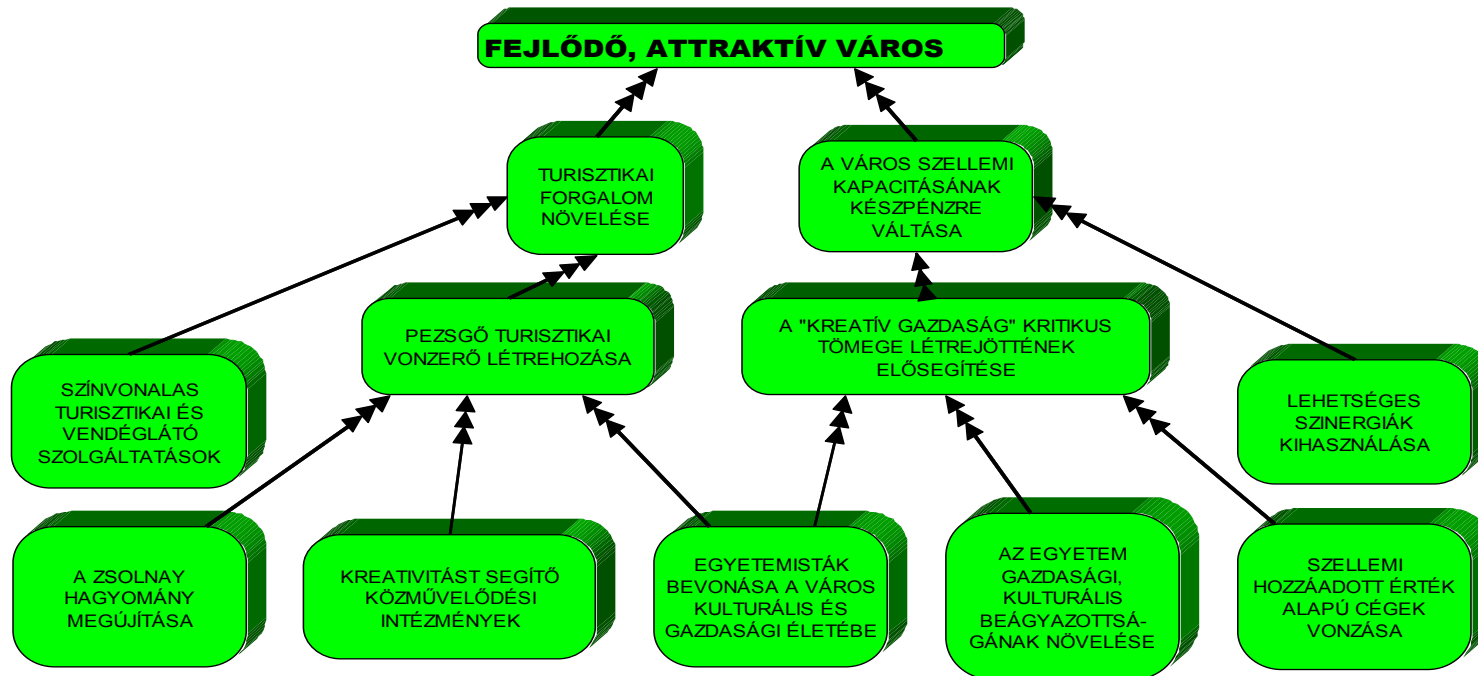 FEJLŐDŐ, ATTRAKTÍV VÁROS
TURISZTIKAI
FORGALOM
NÖVELÉSE
A VÁROS SZELLEMI
KAPACITÁSÁNAK
KÉSZPÉNZRE
VÁLTÁSA
PEZSGŐ TURISZTIKAI
VONZERŐ LÉTREHOZÁSA
A "KREATÍV GAZDASÁG" KRITIKUS
TÖMEGE LÉTREJÖTTÉNEK
ELŐSEGÍTÉSE
SZÍNVONALAS
TURISZTIKAI ÉS
VENDÉGLÁTÓ
SZOLGÁLTATÁSOK
LEHETSÉGES
SZINERGIÁK
KIHASZNÁLÁSA
A ZSOLNAY
HAGYOMÁNY
MEGÚJÍTÁSA
KREATIVITÁST SEGÍTŐ
KÖZMŰVELŐDÉSI
INTÉZMÉNYEK
EGYETEMISTÁK
BEVONÁSA A VÁROS
KULTURÁLIS ÉS
GAZDASÁGI ÉLETÉBE
AZ EGYETEM
GAZDASÁGI,
KULTURÁLIS
BEÁGYAZOTTSÁ-
GÁNAK NÖVELÉSE
SZELLEMI
HOZZÁADOTT ÉRTÉK
ALAPÚ CÉGEK
VONZÁSA